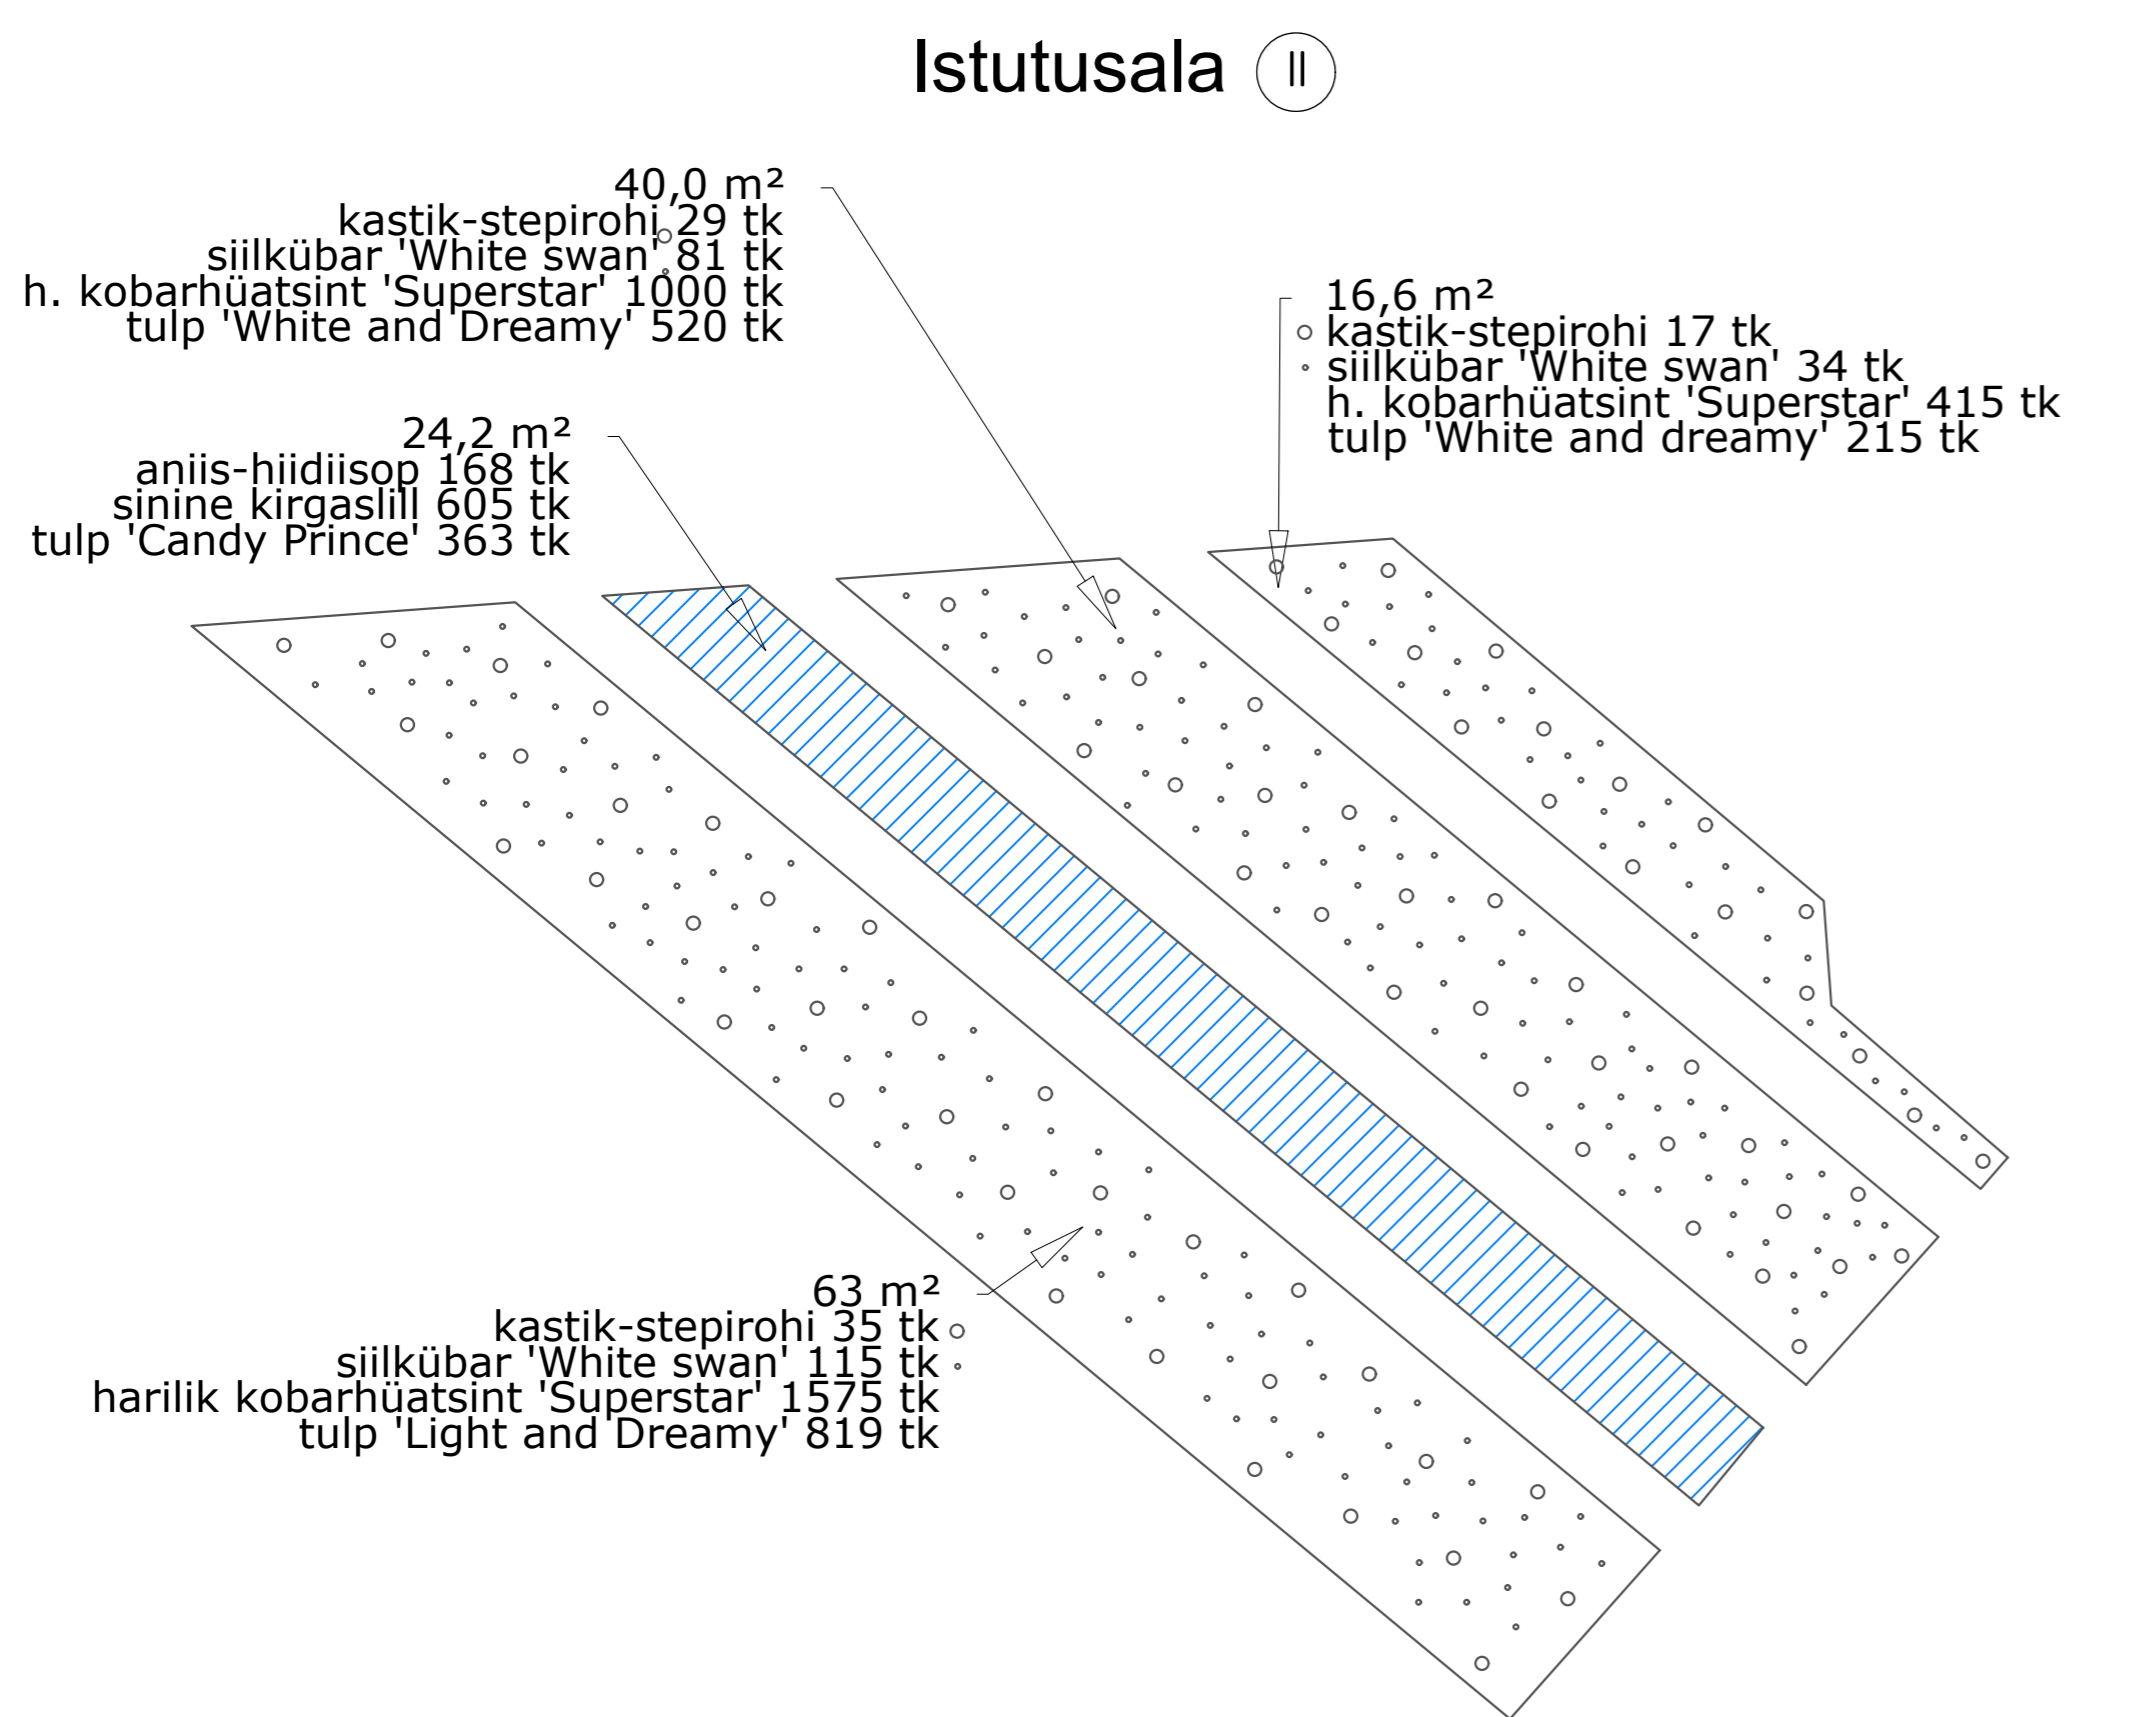 Istutusala II
40,0 m²
kastik-stepirohi 29 tk
siilkübar 'White swan' 81 tk
h. kobarhüatsint 'Superstar' 1000 tk
tulp 'White and Dreamy' 520 tk
16,6 m²
kastik-stepirohi 17 tk
siilkübar 'White swan' 34 tk
h. kobarhüatsint 'Superstar' 415 tk
tulp 'White and dreamy' 215 tk
24,2 m²
aniis-hiidiisop 168 tk
sinine kirgaslill 605 tk
tulp 'Candy Prince' 363 tk
63 m²
kastik-stepirohi 35 tk
siilkübar 'White swan' 115 tk
harilik kobarhüatsint 'Superstar' 1575 tk
tulp 'Light and Dreamy' 819 tk